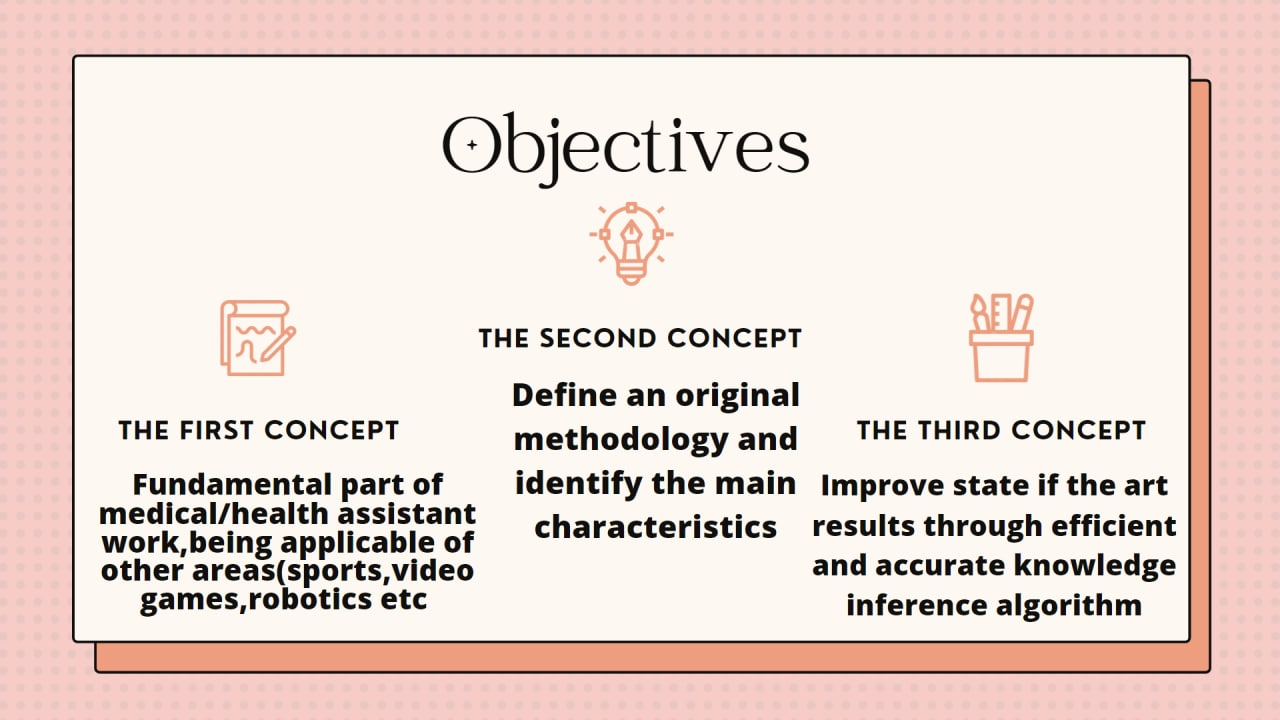 Objectives
THE FIRST CONCEPT
Fundamental part of
medical/health assistant
work,being applicable of
other areas(sports,video
games,robotics etc
THE SECOND CONCEPT
Define an original
methodology and
identify the main
characteristics
THE THIRD CONCEPT
Improve state if the art
results through efficient
and accurate knowledge
inference algorithm